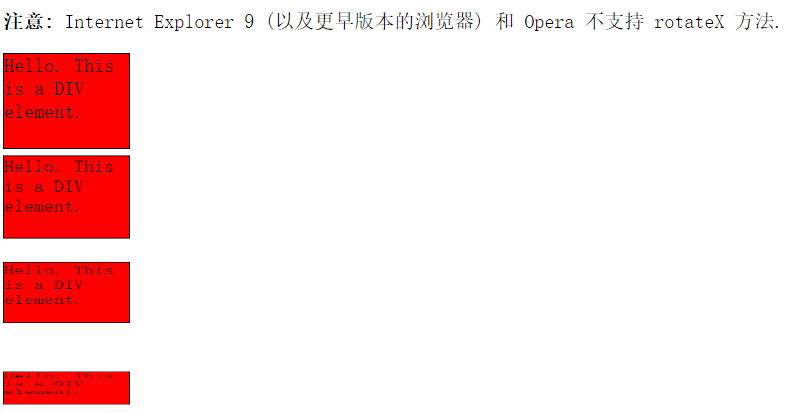 注意: Internet Explorer 9 (以及更早版本的浏览器) 和 Opera 不支持 rotateX 方法.
Hello. This
is a DIV
element.
Hello. This
is a DIV
element.
Hello. This
is a DIV
element.
Hello. This
is a DIV
element.